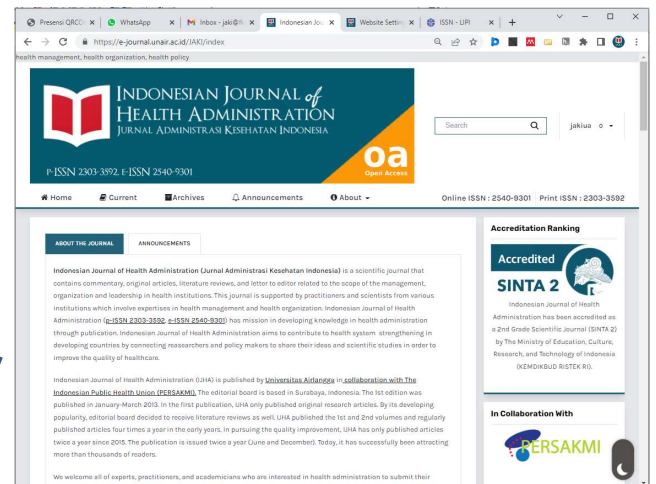 Presensi QRCO
WhatsApp
Inbox - jaki@fk
Indonesian Jou
Website Setting
ISSN - LIPI
https://e-journal.unair.ac.id/JAKI/index
health management, health organization, health policy
INDONESIAN JOURNAL of
HEALTH ADMINISTRATION
JURNAL ADMINISTRASI KESEHATAN INDONESIA
P-ISSN 2303-3592, E-ISSN 2540-9301
oa
Open Access
Search
jakiua 0
Home
Current
Archives
Announcements
About
Online ISSN : 2540-9301
Print ISSN : 2303-3592
ABOUT THE JOURNAL
ANNOUNCEMENTS
Indonesian Journal of Health Administration (Jurnal Administrasi Kesehatan Indonesia) is a scientific journal that
contains commentary, original articles, literature reviews, and letter to editor related to the scope of the management,
organization and leadership in health institutions. This journal is supported by practitioners and scientists from various
institutions which involve expertises in health management and health organization. Indonesian Journal of Health
Administration (p-ISSN 2303-3592, e-ISSN 2540-9301) has mission in developing knowledge in health administration
through publication. Indonesian Journal of Health Administration aims to contribute to health system strengthening in
developing countries by connecting reasearchers and policy makers to share their ideas and scientific studies in order to
improve the quality of healthcare.
Indonesian Journal of Health Administration (IJHA) is published by Universitas Airlangga in collaboration with The
Indonesian Public Health Union (PERSAKMI). The editorial board is based in Surabaya, Indonesia. The 1st edition was
published in January-March 2013. In the first publication, IJHA only published original research articles. By its developing
popularity, editorial board decided to receive literature reviews as well. IJHA published the 1st and 2nd volumes and regularly
published articles four times a year in the early years. In pursuing the quality improvement, IJHA has only published articles
twice a year since 2015. The publication is issued twice a year (June and December). Today, it has successfully been attracting
more than thousands of readers.
We welcome all of experts, practitioners, and academicians who are interested in health administration to submit their
Accreditation Ranking
Accredited
SINTA 2
Indonesian Journal of Health
Administration has been accredited as
a 2nd Grade Scientific Journal (SINTA 2)
by The Ministry of Education, Culture,
Research, and Technology of Indonesia
(KEMDIKBUD RISTEK RI).
In Collaboration With
PERSAKMI